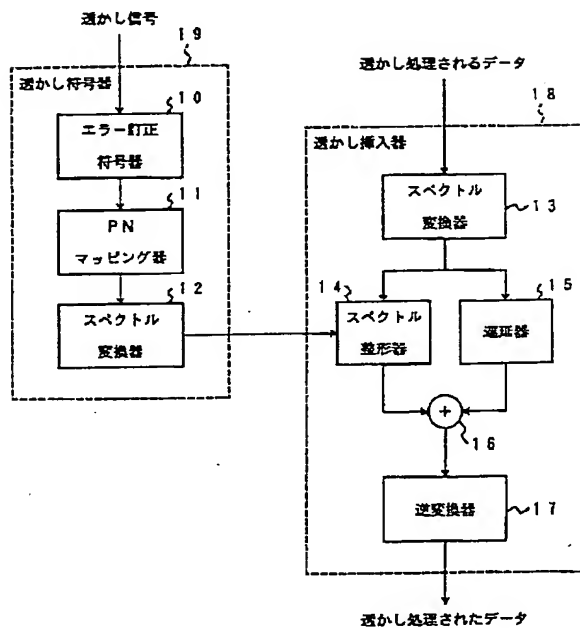 透かし信号
19
透かし符号器
10
エラー訂正
符号器
11
PN
マッピング器
12
スペクトル
変換器
透かし処理されるデータ
18
透かし挿入器
スペクトル
変換器
13
14
スペクトル
整形器
15
遅延器
+
16
逆変換器
17
透かし処理されたデータ